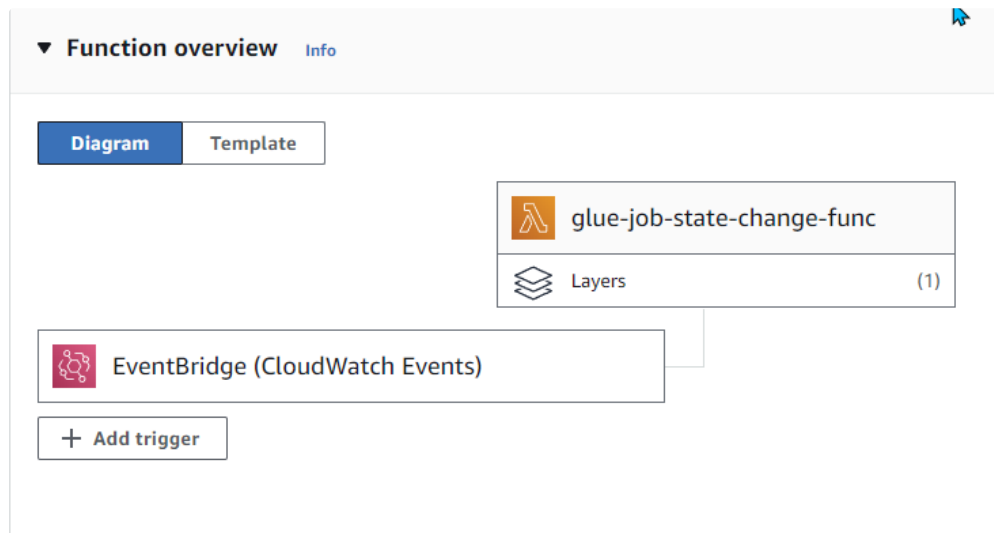 Function overview Info
Diagram Template
glue-job-state-change-func
Layers (1)
EventBridge (CloudWatch Events)
Add trigger